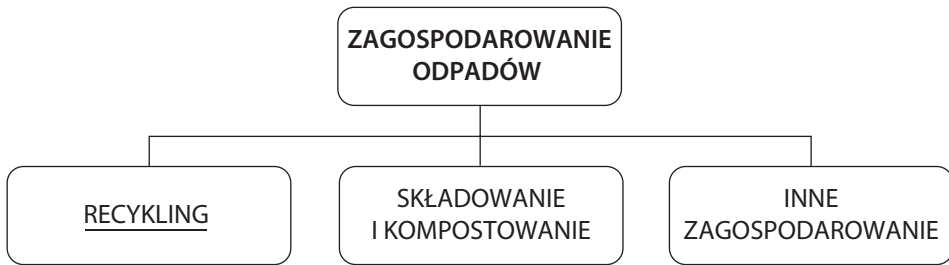 ZAGOSPODAROWANIE
ODPADÓW
RECYKLING
SKŁADOWANIE
I KOMPOSTOWANIE
INNE
ZAGOSPODAROWANIE